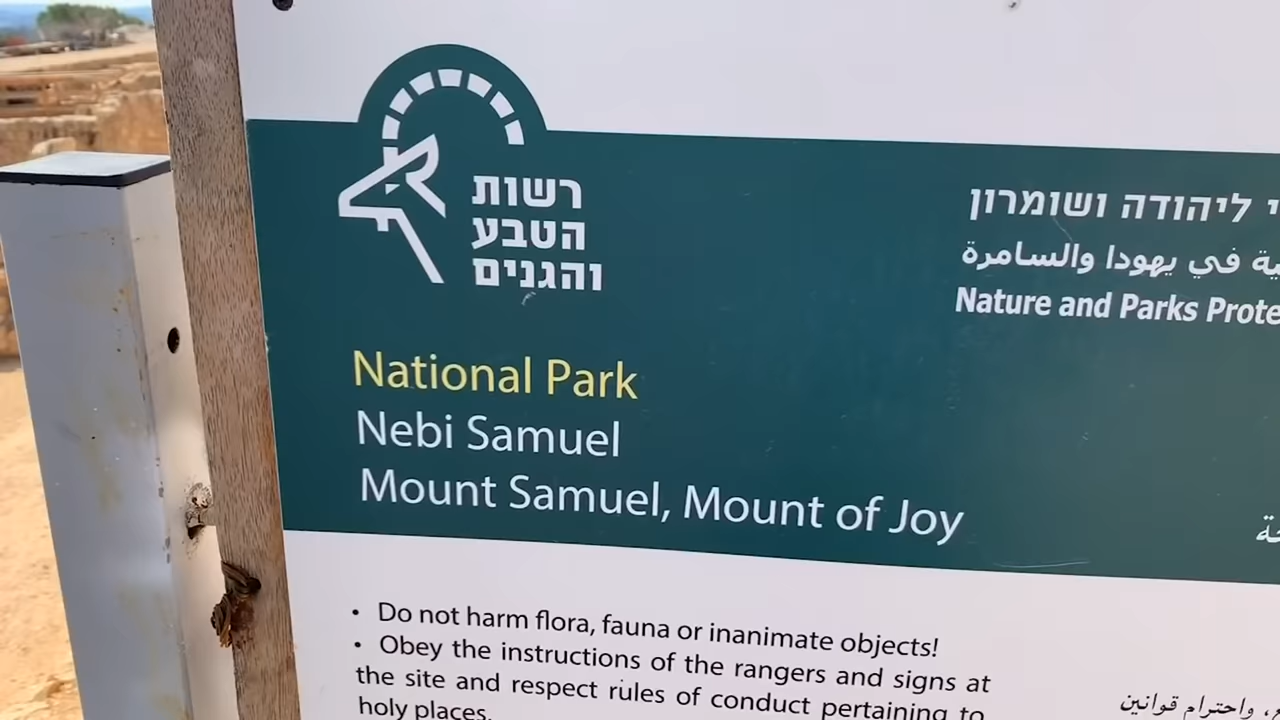 רשות
הטבע
והגנים
ליהודה ושומרון
في يهودا والسامرة
Nature and Parks
National Park
Nebi Samuel
Mount Samuel, Mount of Joy
• Do not harm flora, fauna or inanimate objects!
• Obey the instructions of the rangers and signs at
the site and respect rules of conduct pertaining to
holy places.
واحترام قوانين